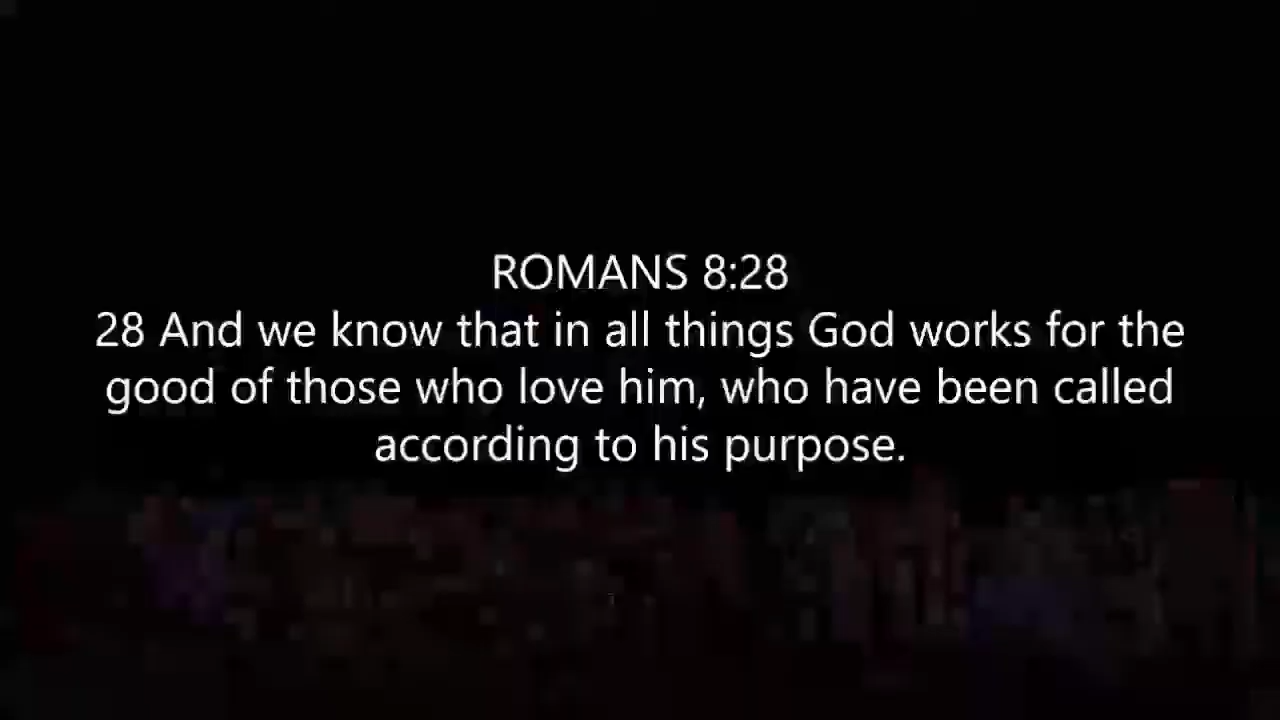 ROMANS 8:28
28 And we know that in all things God works for the
good of those who love him, who have been called
according to his purpose.